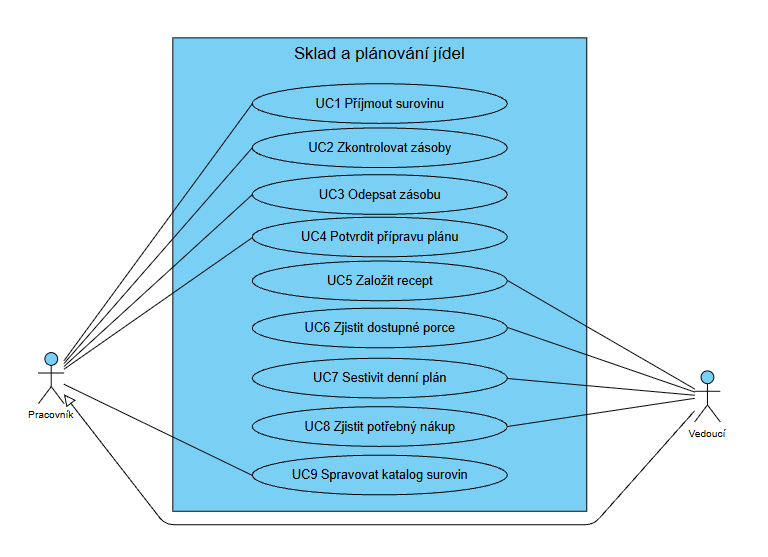 Sklad a plánování jídel
UC1 Příjmout surovinu
UC2 Zkontrolovat zásoby
UC3 Odepsat zásobu
UC4 Potvrdit přípravu plánu
UC5 Založit recept
UC6 Zjistit dostupné porce
UC7 Sestivit denní plán
UC8 Zjistit potřebný nákup
UC9 Spravovat katalog surovin
Pracovník
Vedoucí